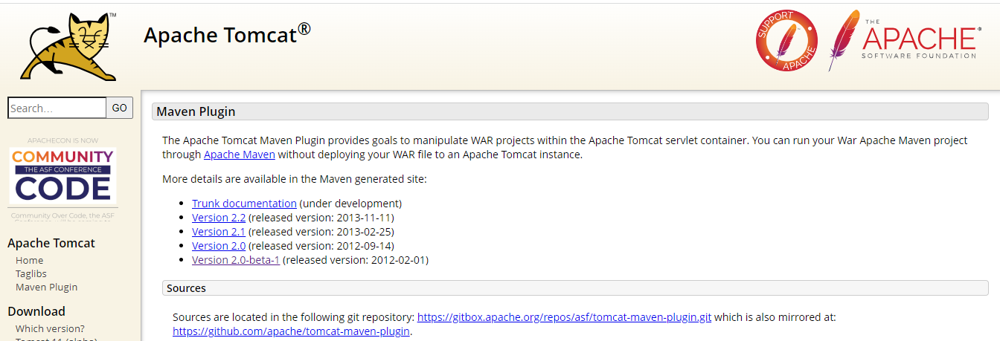 TM
Apache Tomcat®
SUPPORT
APACHE
THE
APACHE®
SOFTWARE FOUNDATION
Search…
GO
APACHECON IS NOW
COMMUNITY
THE ASF CONFERENCE
CODE
Community Over Code, the ASF
Apache Tomcat
Home
Taglibs
Maven Plugin
Download
Which version?
Tomcat 11 (alpha)
Maven Plugin
The Apache Tomcat Maven Plugin provides goals to manipulate WAR projects within the Apache Tomcat servlet container. You can run your War Apache Maven project
through Apache Maven without deploying your WAR file to an Apache Tomcat instance.
More details are available in the Maven generated site:
• Trunk documentation (under development)
• Version 2.2 (released version: 2013-11-11)
• Version 2.1 (released version: 2013-02-25)
• Version 2.0 (released version: 2012-09-14)
• Version 2.0-beta-1 (released version: 2012-02-01)
Sources
Sources are located in the following git repository: https://gitbox.apache.org/repos/asf/tomcat-maven-plugin.git which is also mirrored at:
https://github.com/apache/tomcat-maven-plugin.